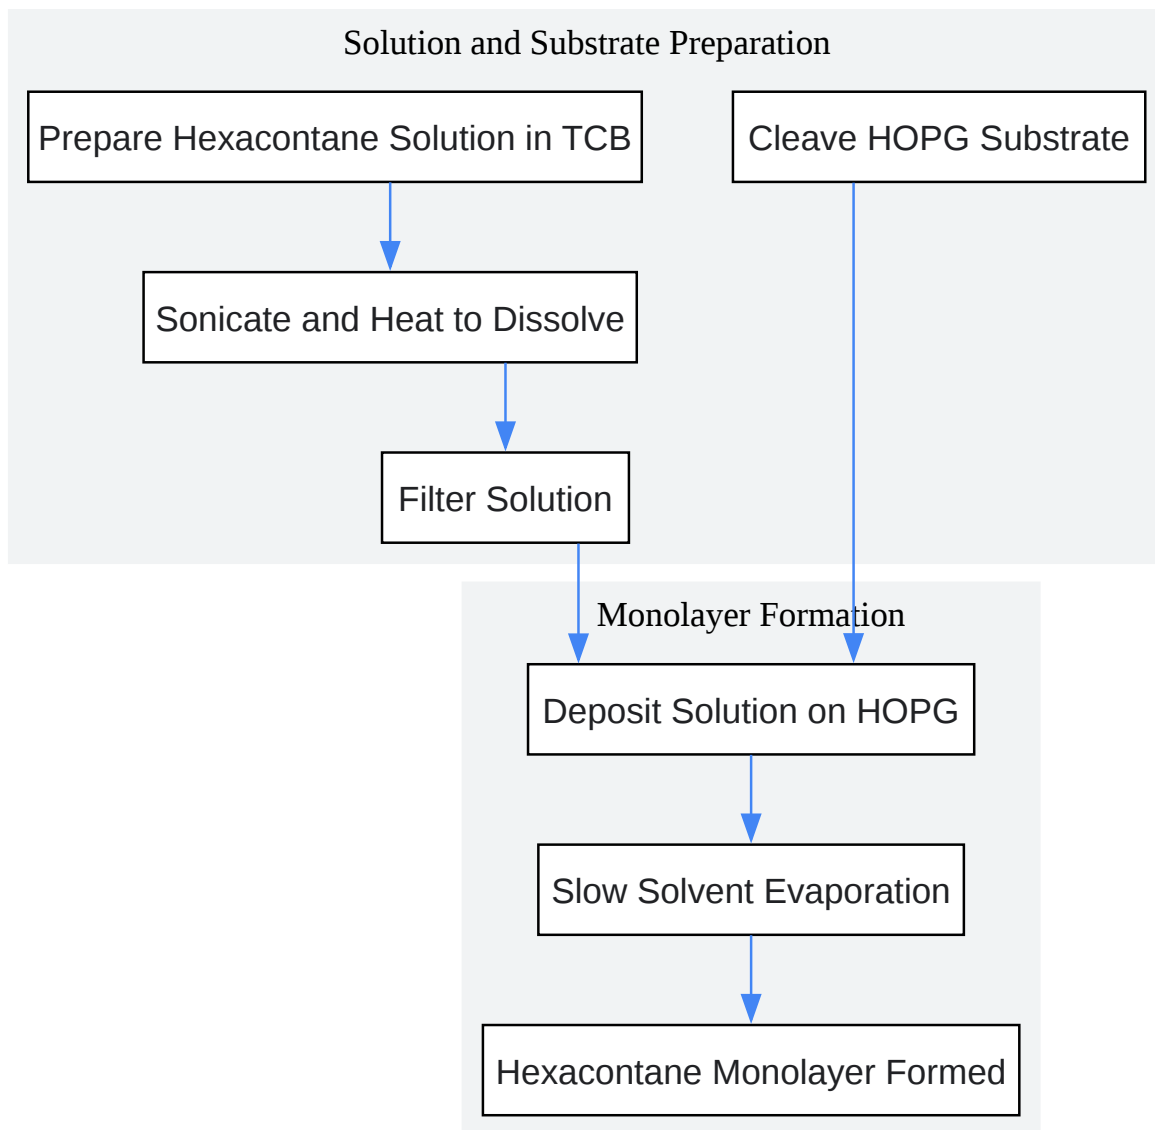 Solution and Substrate Preparation
Prepare Hexacontane Solution in TCB
Cleave HOPG Substrate
Sonicate and Heat to Dissolve
Filter Solution
Monolayer Formation
Deposit Solution on HOPG
Slow Solvent Evaporation
Hexacontane Monolayer Formed